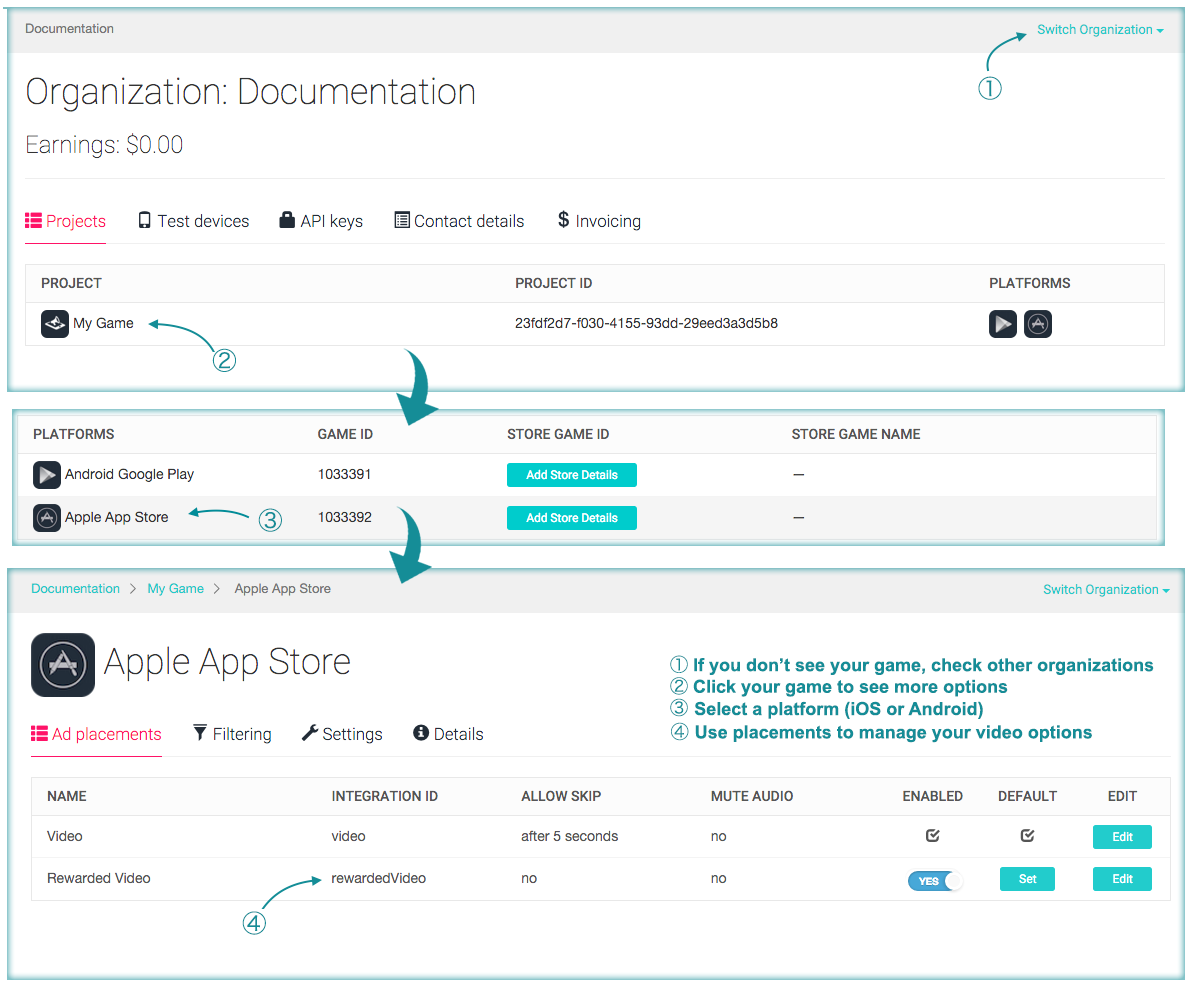 Documentation Switch Organization
①
Organization: Documentation
Earnings: $0.00
Projects Test devices API keys Contact details $ Invoicing
PROJECT PROJECT ID PLATFORMS
My Game 23fdf2d7-f030-4155-93dd-29eed3a3d5b8
②
PLATFORMS GAME ID STORE GAME ID STORE GAME NAME
Android Google Play 1033391 Add Store Details —
Apple App Store ③ 1033392 Add Store Details —
Documentation > My Game > Apple App Store Switch Organization
Apple App Store
① If you don’t see your game, check other organizations
② Click your game to see more options
③ Select a platform (iOS or Android)
④ Use placements to manage your video options
Ad placements Filtering Settings Details
NAME INTEGRATION ID ALLOW SKIP MUTE AUDIO ENABLED DEFAULT EDIT
Video video after 5 seconds no Edit
Rewarded Video rewardedVideo no no YES Set Edit
④